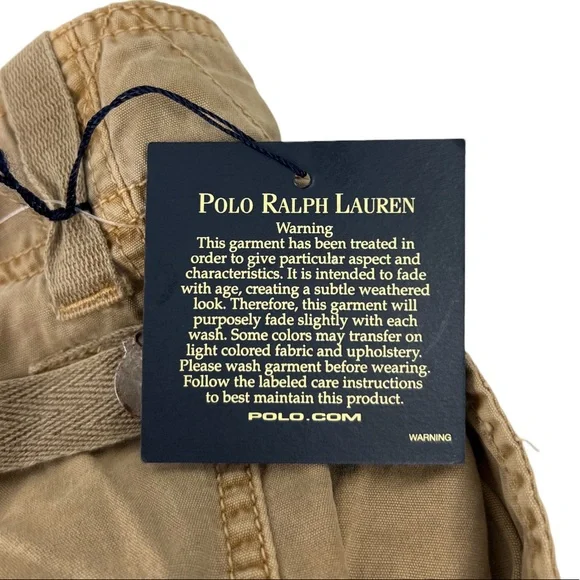 POLO RALPH LAUREN
Warning
This garment has been treated in
order to give particular aspect and
characteristics. It is intended to fade
with age, creating a subtle weathered
look. Therefore, this garment will
purposely fade slightly with each
wash. Some colors may transfer on
light colored fabric and upholstery.
Please wash garment before wearing.
Follow the labeled care instructions
to best maintain this product.
POLO.COM
WARNING